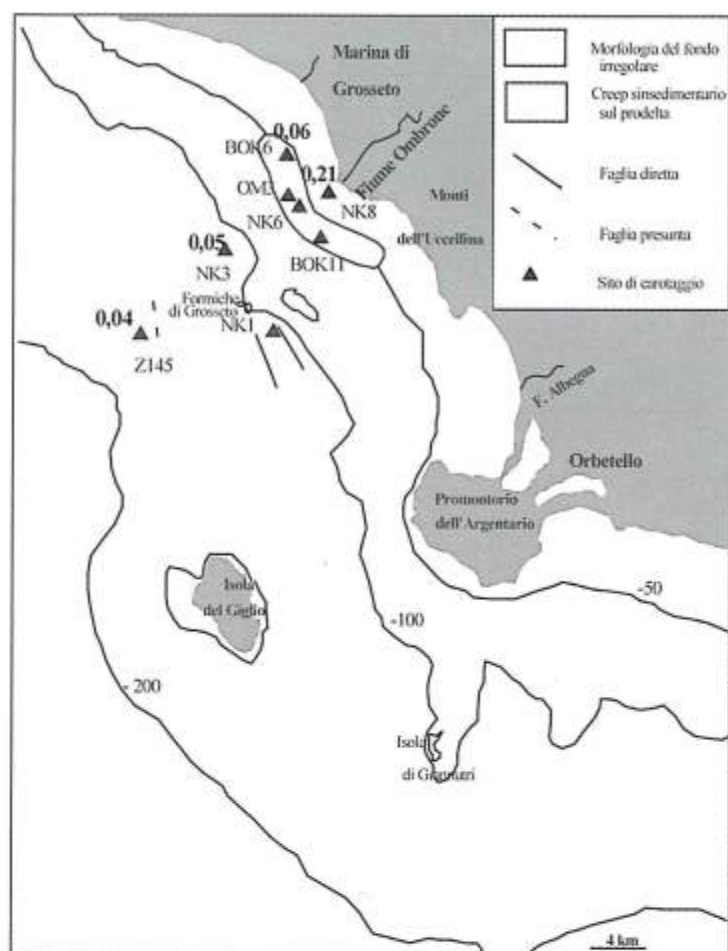 Marina di
Grosseto
Morfologia del fondo
irregolare
Creep sinsedimentario
sul prodelta
Faglia diretta
Faglia presunta
Sito di carotaggio
0,06
BOK6
0,21
Fiume Ombrone
OM3
NK8
NK6
Monti
dell'Uccellina
BOK11
0,05
NK3
Formiche
di Grosseto
NK1
0,04
Z145
F. Albegna
Orbetello
Promontorio
dell'Argentario
-50
Isola
del Giglio
-100
- 200
Isola
di Giannutri
4 km